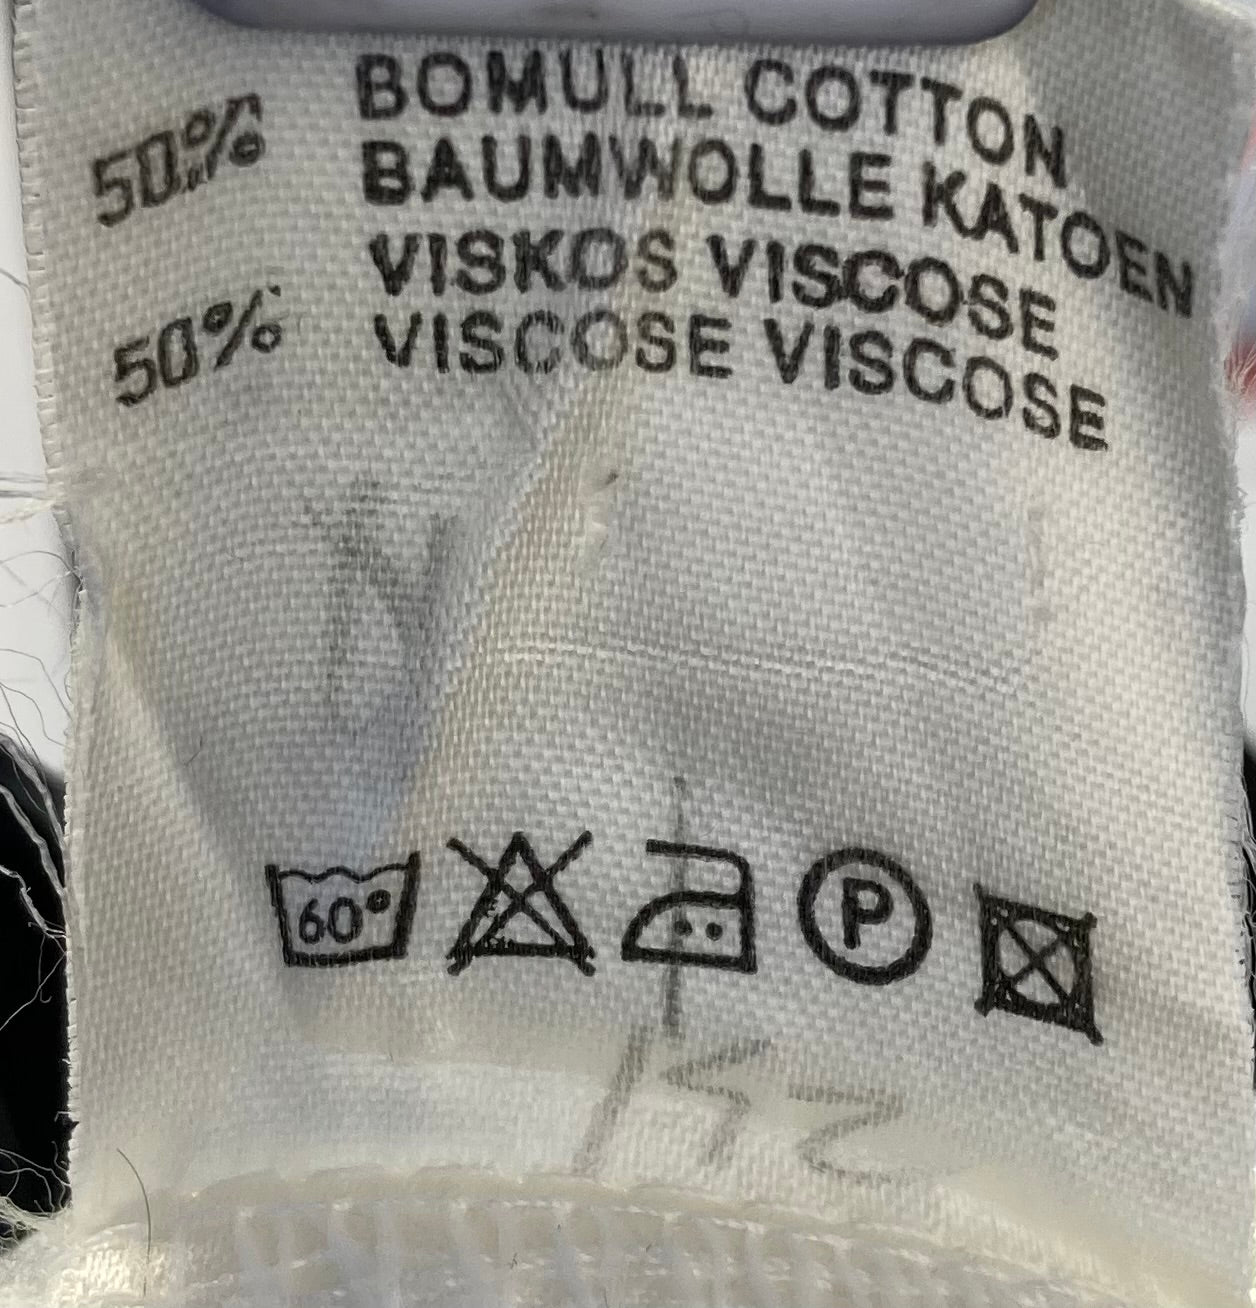 50% BOMULL COTTON
BAUMWOLLE KATOEN
50% VISKOS VISCOSE
VISCOSE VISCOSE
60° P